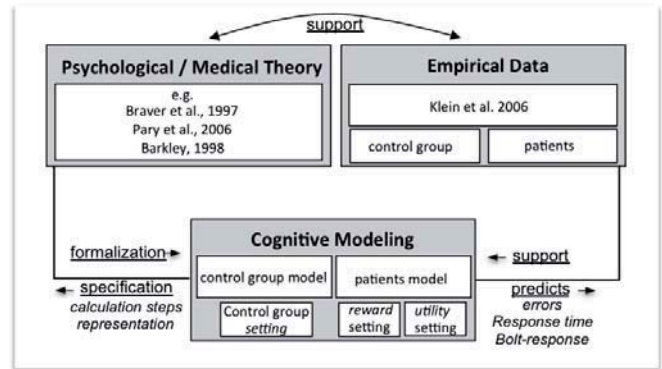 support
Psychological / Medical Theory
e.g.
Braver et al., 1997
Pary et al., 2006
Barkley, 1998
Empirical Data
Klein et al. 2006
control group
patients
formalization
specification
calculation steps
representation
Cognitive Modeling
control group model
patients model
Control group
setting
reward
setting
utility
setting
support
predicts
errors
Response time
Bolt-response